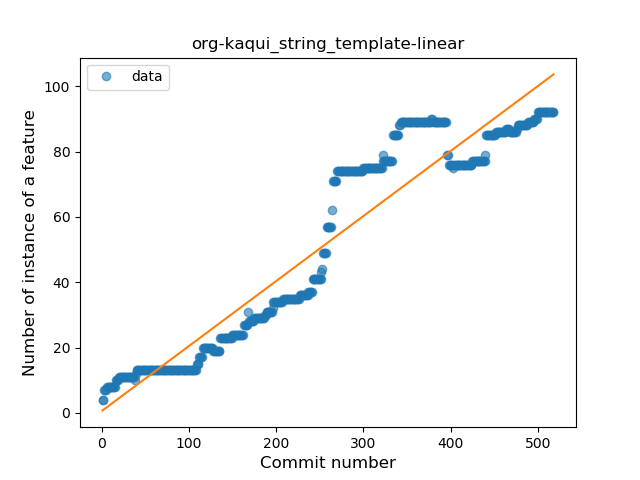 org-kaqui_string_template-linear
data
Number of instance of a feature
100
80
60
40
20
0
0 100 200 300 400 500
Commit number